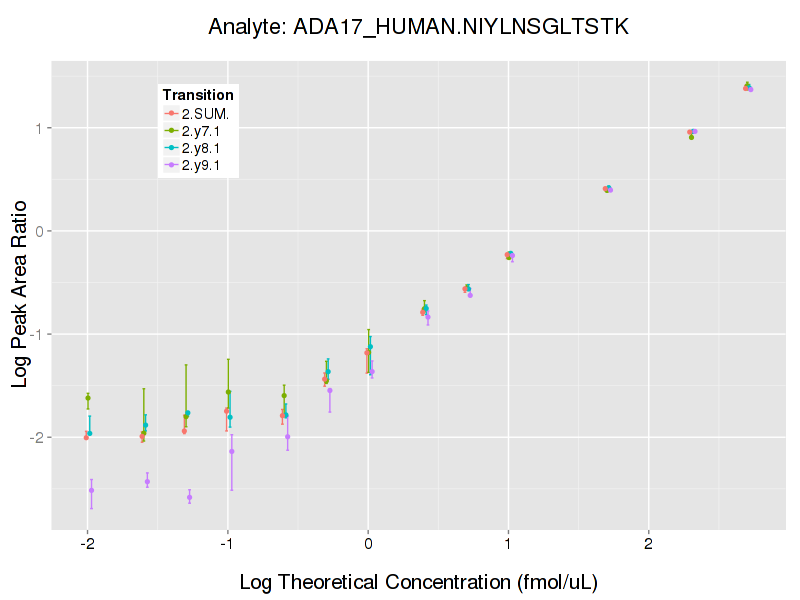 Analyte: ADA17_HUMAN.NIYLNSGLTSTK
Transition
2.SUM.
2.y7.1
2.y8.1
2.y9.1
Log Peak Area Ratio
1
0
-1
-2
-2
-1
0
1
2
Log Theoretical Concentration (fmol/uL)